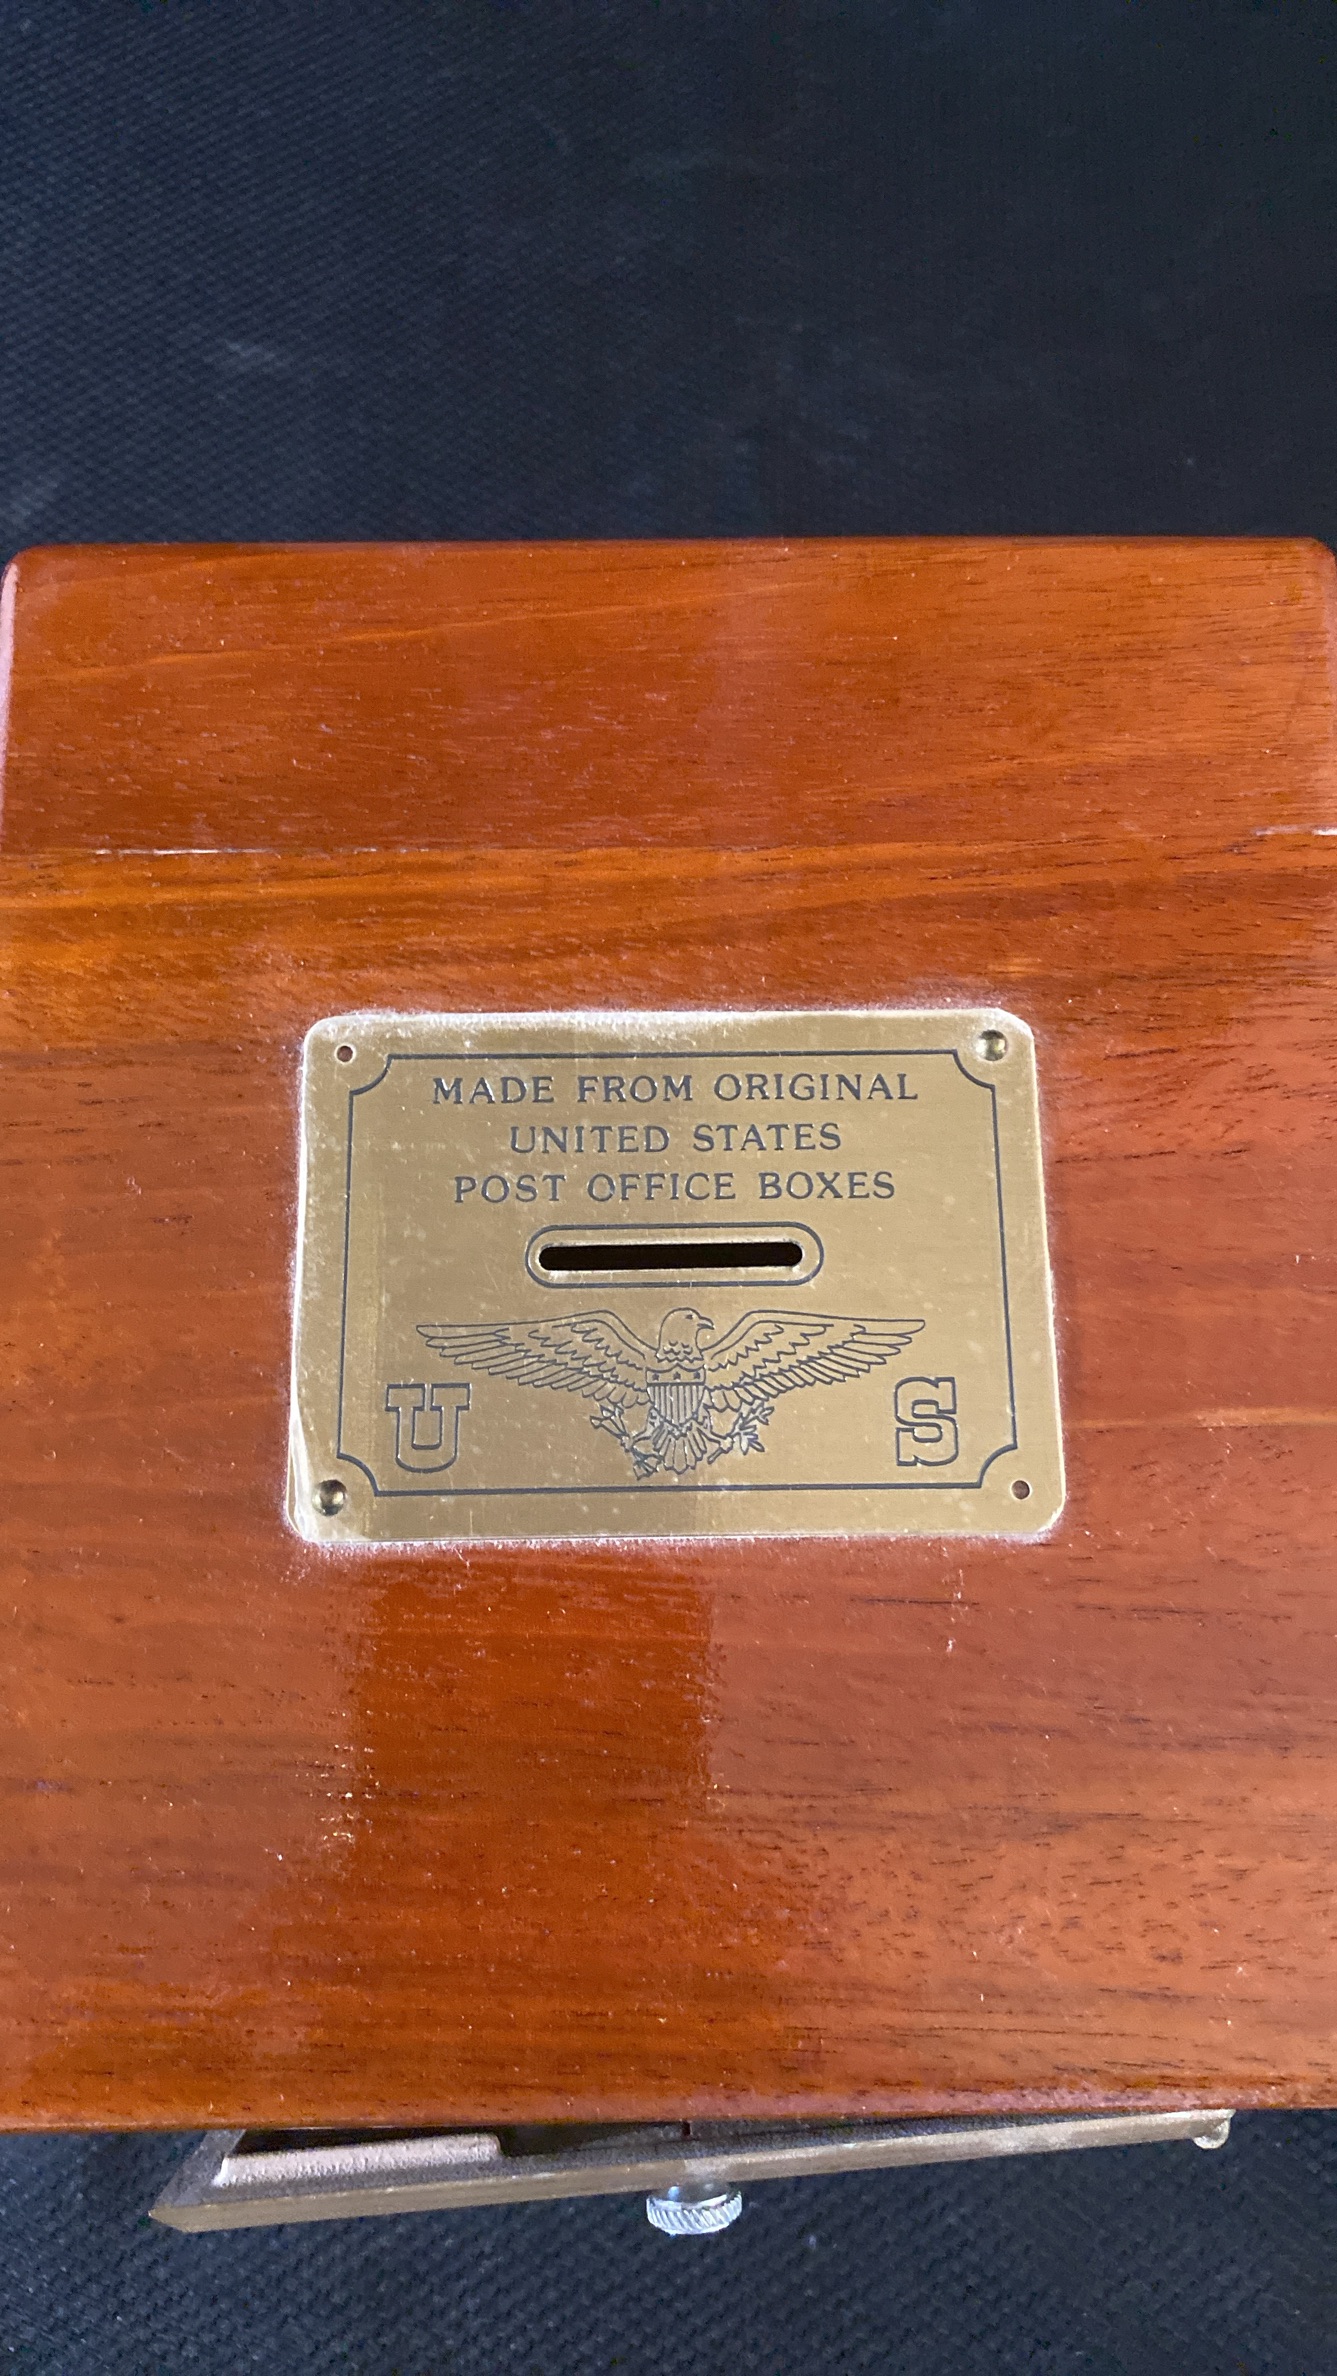 MADE FROM ORIGINAL
UNITED STATES
POST OFFICE BOXES
U S